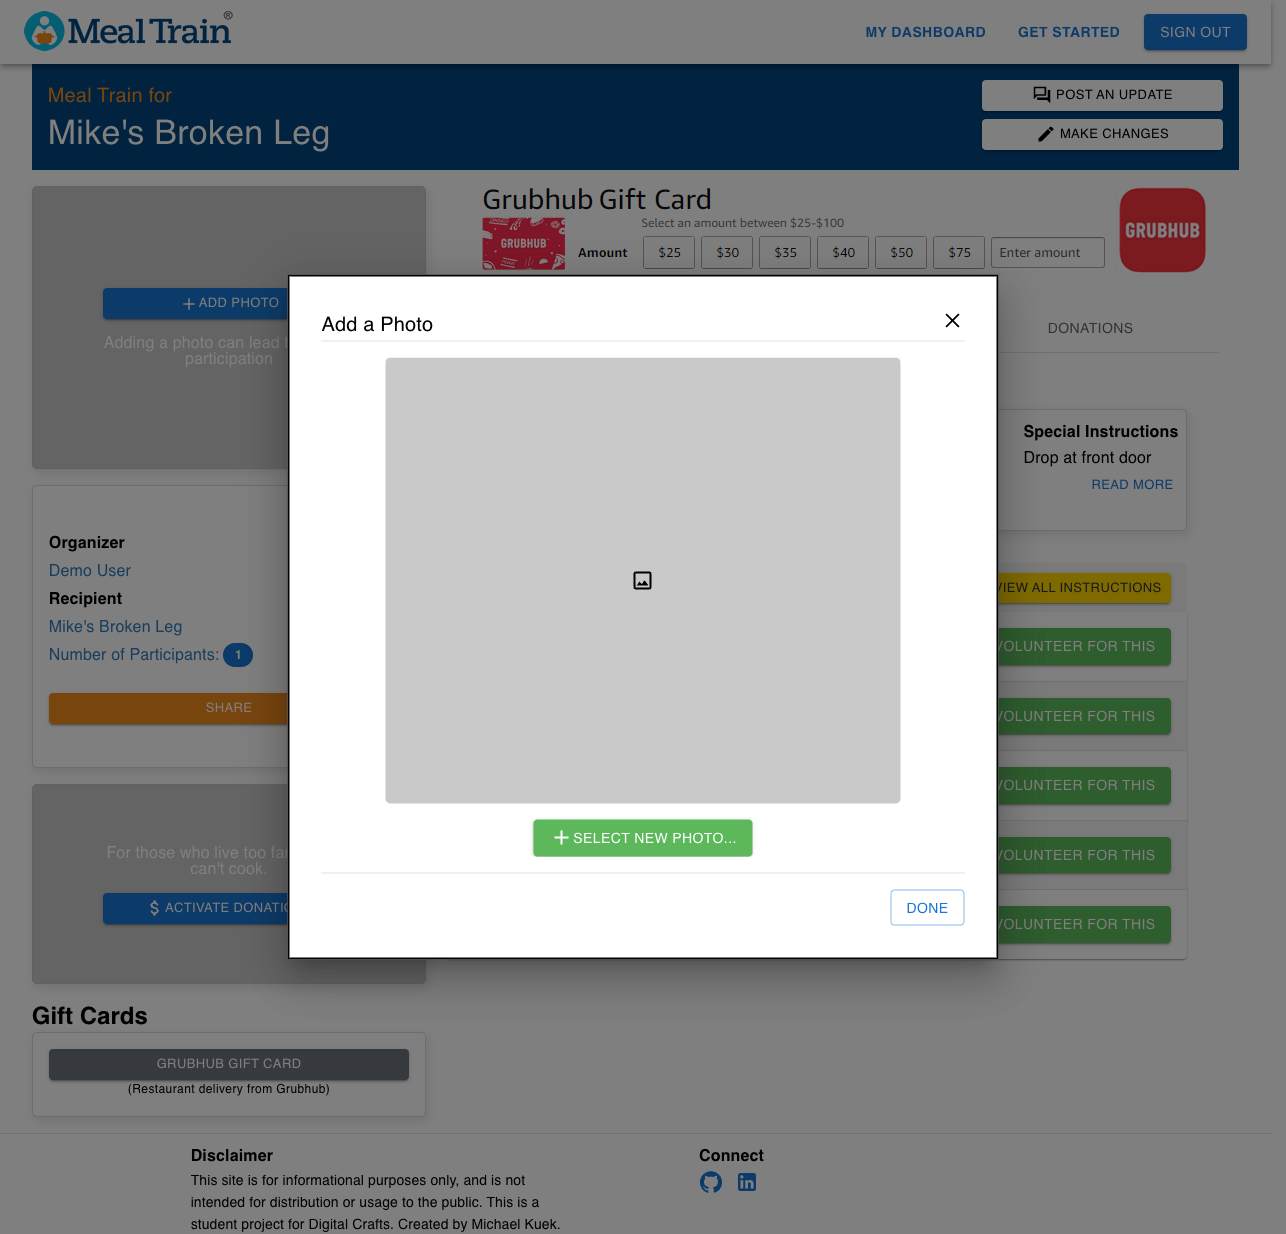 Meal Train®
MY DASHBOARD
GET STARTED
SIGN OUT
Meal Train for
Mike's Broken Leg
POST AN UPDATE
MAKE CHANGES
Grubhub Gift Card
Select an amount between $25-$100
GRUBHUB
Amount
$25
$30
$35
$40
$50
$75
Enter amount
GRUBHUB
ADD PHOTO
Adding a photo can lead
participation
DONATIONS
Add a Photo
Special Instructions
Drop at front door
READ MORE
Organizer
Demo User
Recipient
Mike's Broken Leg
Number of Participants: 1
SHARE
VIEW ALL INSTRUCTIONS
VOLUNTEER FOR THIS
VOLUNTEER FOR THIS
VOLUNTEER FOR THIS
VOLUNTEER FOR THIS
VOLUNTEER FOR THIS
SELECT NEW PHOTO...
DONE
For those who live too
can't cook.
$ ACTIVATE
Gift Cards
GRUBHUB GIFT CARD
(Restaurant delivery from Grubhub)
Disclaimer
This site is for informational purposes only, and is not
intended for distribution or usage to the public. This is a
student project for Digital Crafts. Created by Michael Kuek.
Connect